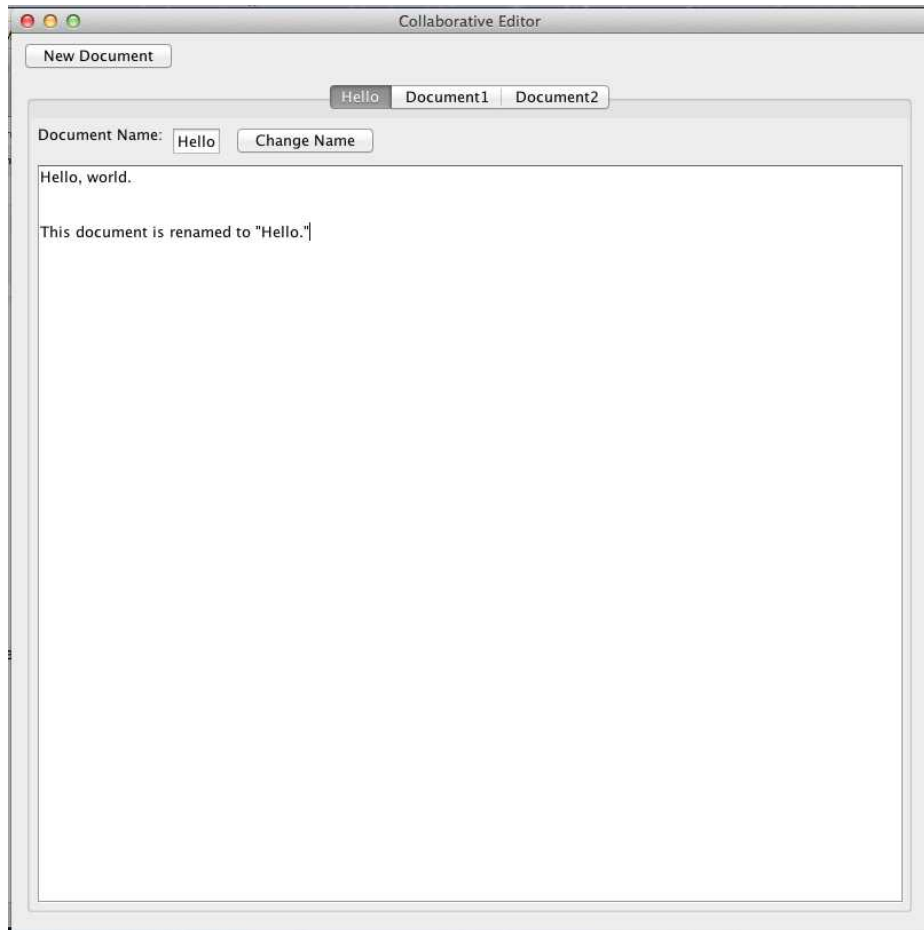 Collaborative Editor
New Document
Hello Document1 Document2
Document Name: Hello Change Name
Hello, world.
This document is renamed to "Hello."